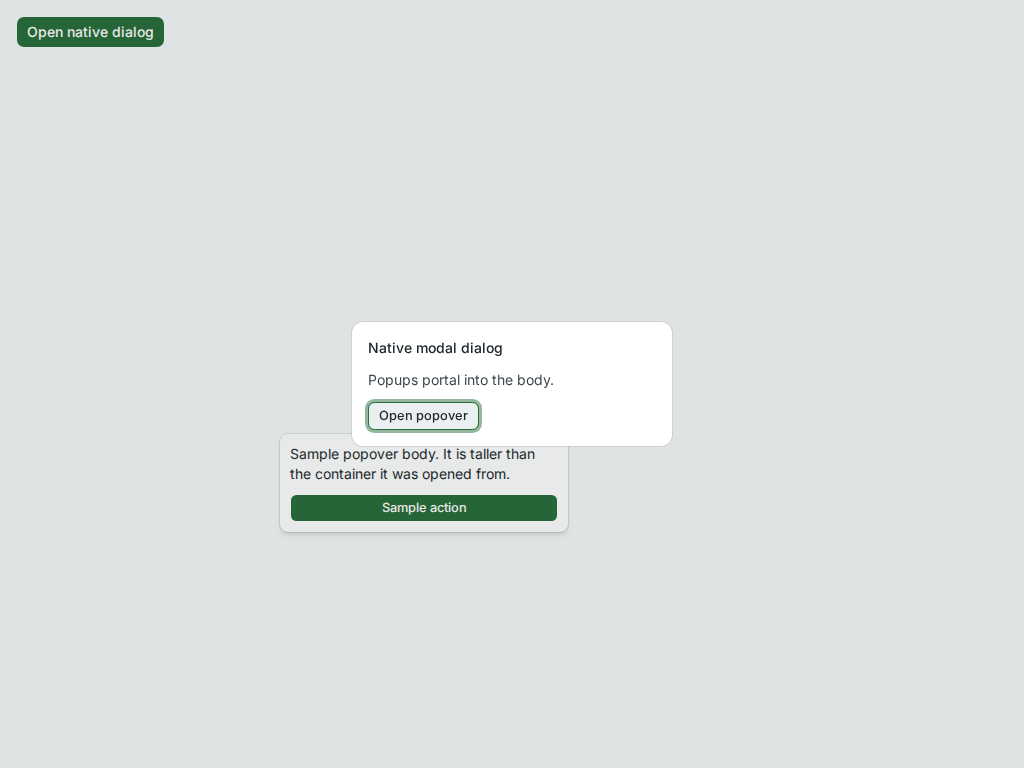 Open native dialog
Native modal dialog
Popups portal into the body.
Open popover
Sample popover body. It is taller than
the container it was opened from.
Sample action